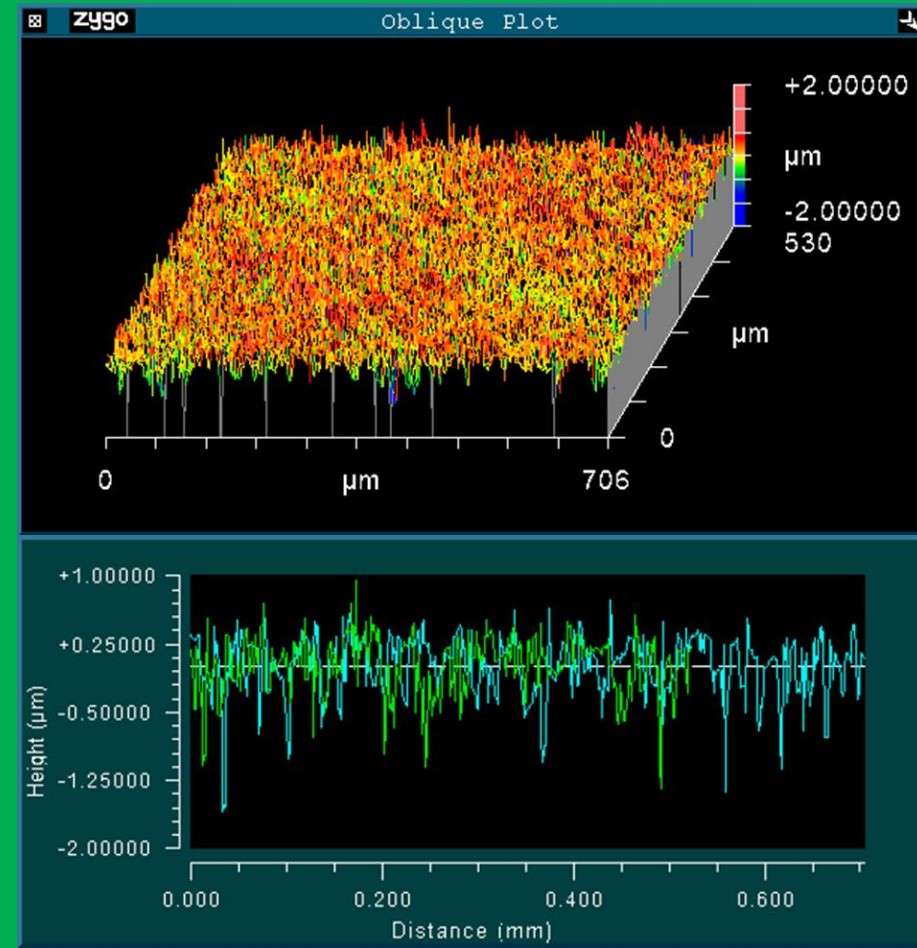 zygo Oblique Plot
+2.00000
µm
-2.00000
530
µm
0
0 µm 706
+1.00000
+0.25000
-0.50000
-1.25000
-2.00000
Height (µm)
0.000 0.200 0.400 0.600
Distance (mm)